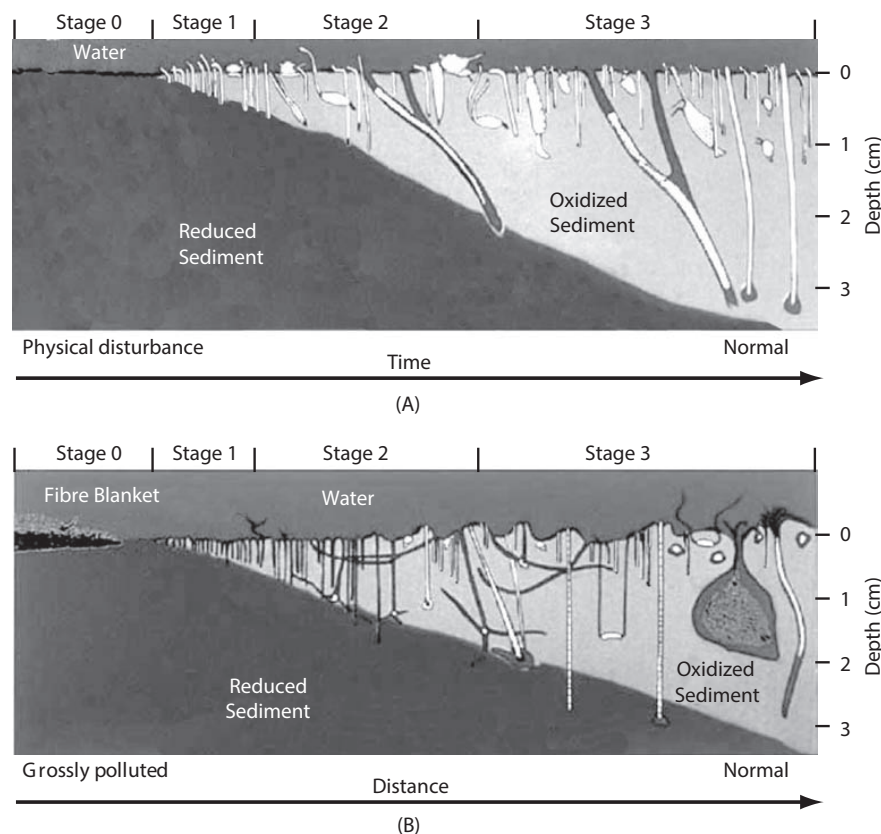 Stage 0 Stage 1 Stage 2 Stage 3
Water
0
1
2
3
Depth (cm)
Oxidized
Sediment
Reduced
Sediment
Physical disturbance Normal
Time
(A)
Stage 0 Stage 1 Stage 2 Stage 3
Fibre Blanket Water
0
1
2
3
Depth (cm)
Oxidized
Sediment
Reduced
Sediment
Grossly polluted Normal
Distance
(B)